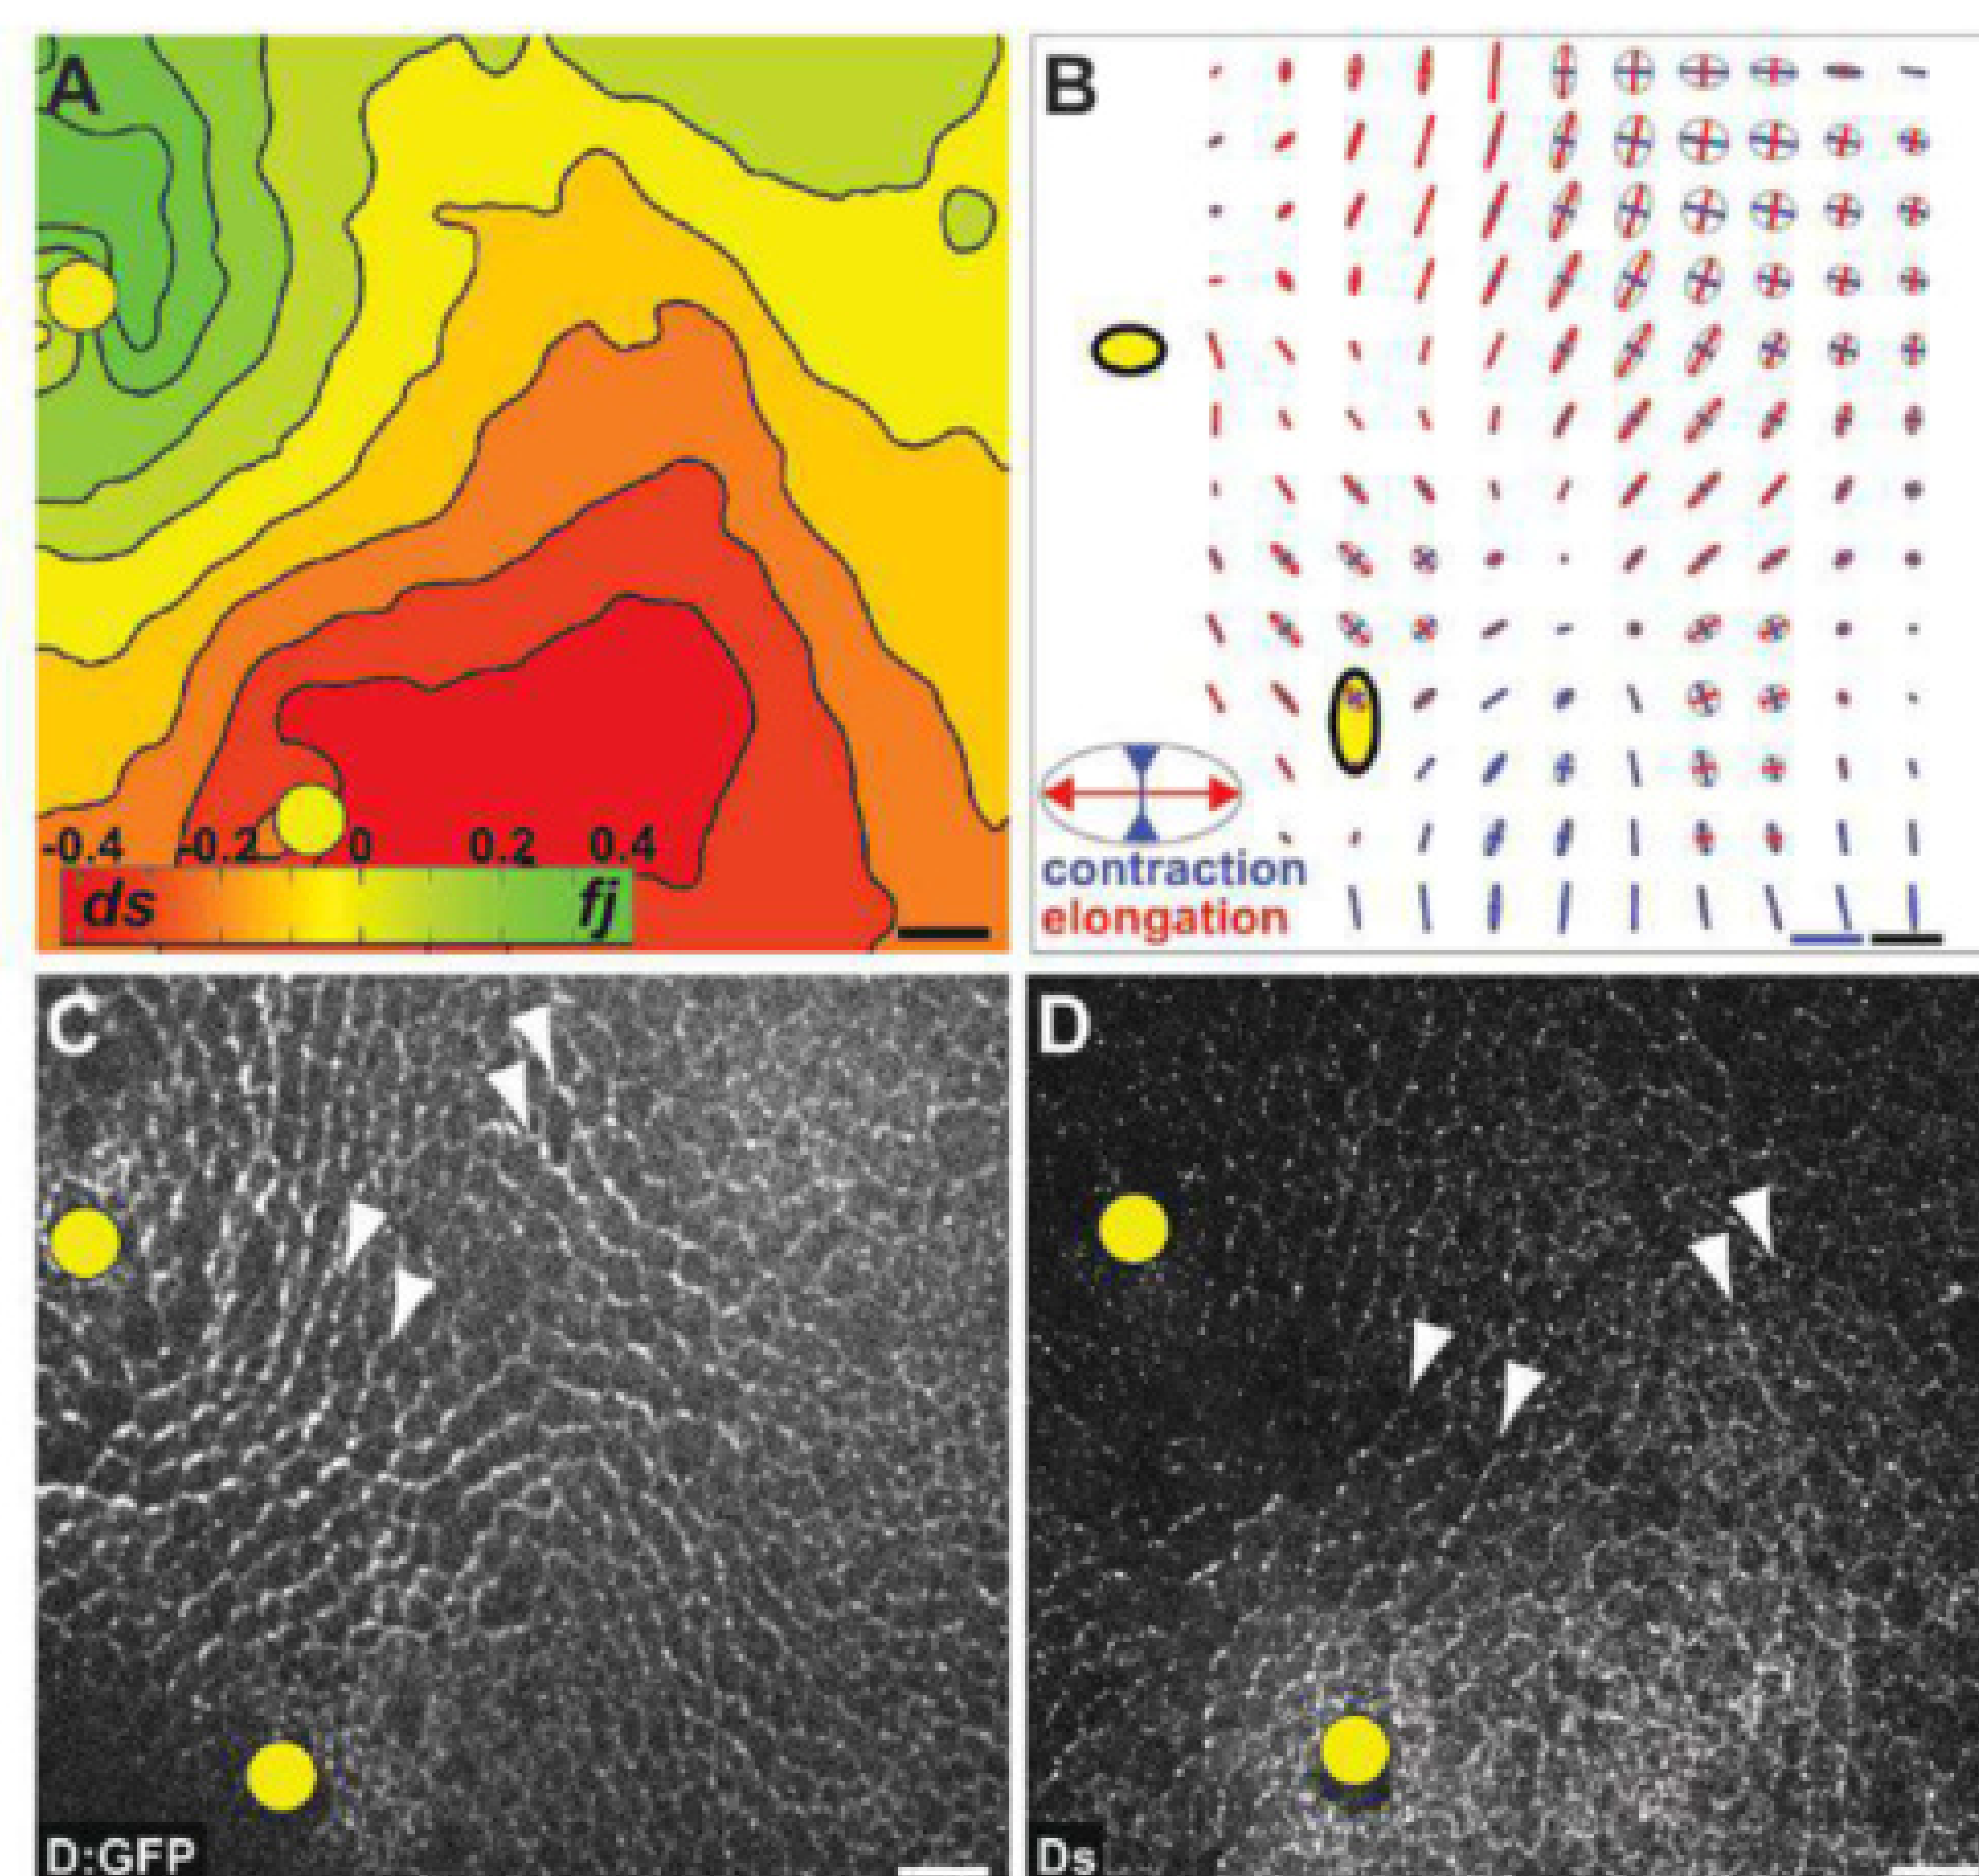 A
-0.4 -0.2 0 0.2 0.4
ds fj
B
contraction
elongation
C
D:GFP
D
Ds